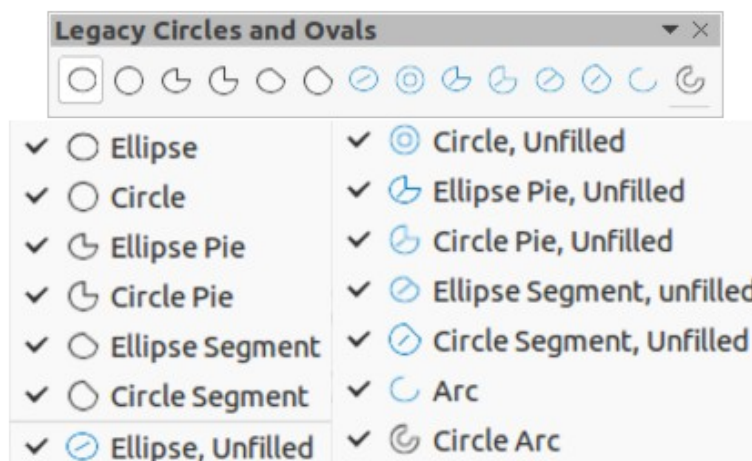 Legacy Circles and Ovals
Ellipse
Circle
Ellipse Pie
Circle Pie
Ellipse Segment
Circle Segment
Ellipse, Unfilled
Circle, Unfilled
Ellipse Pie, Unfilled
Circle Pie, Unfilled
Ellipse Segment, unfilled
Circle Segment, Unfilled
Arc
Circle Arc